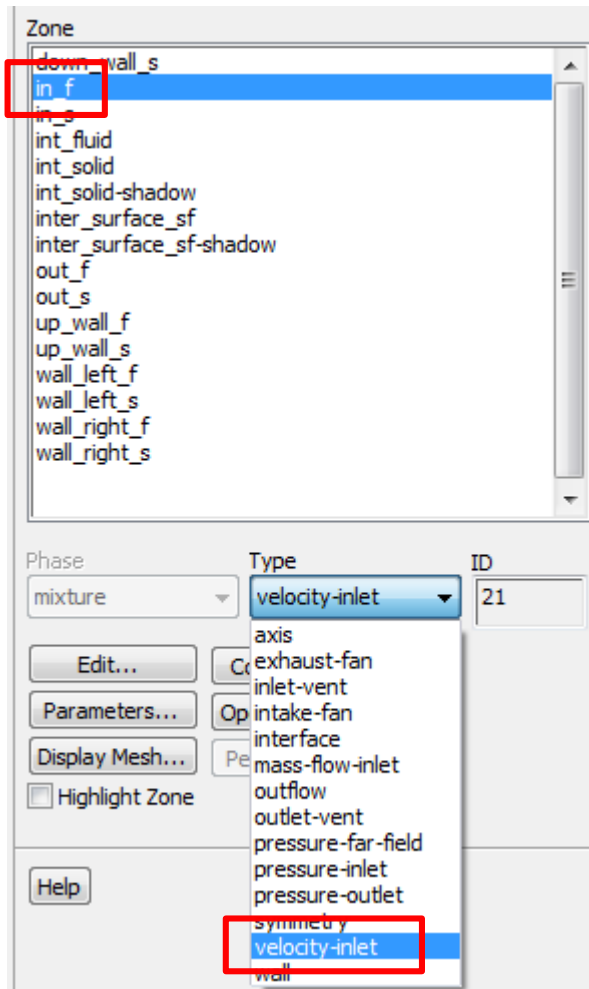 Zone
down_wall_s
in_f
in_s
int_fluid
int_solid
int_solid-shadow
inter_surface_sf
inter_surface_sf-shadow
out_f
out_s
up_wall_f
up_wall_s
wall_left_f
wall_left_s
wall_right_f
wall_right_s
Phase Type ID
mixture velocity-inlet 21
axis
Edit... exhaust-fan
inlet-vent
Parameters... Op intake-fan
interface
Display Mesh... Pe mass-flow-inlet
Highlight Zone outflow
outlet-vent
pressure-far-field
pressure-inlet
Help pressure-outlet
symmetry
velocity-inlet
wall